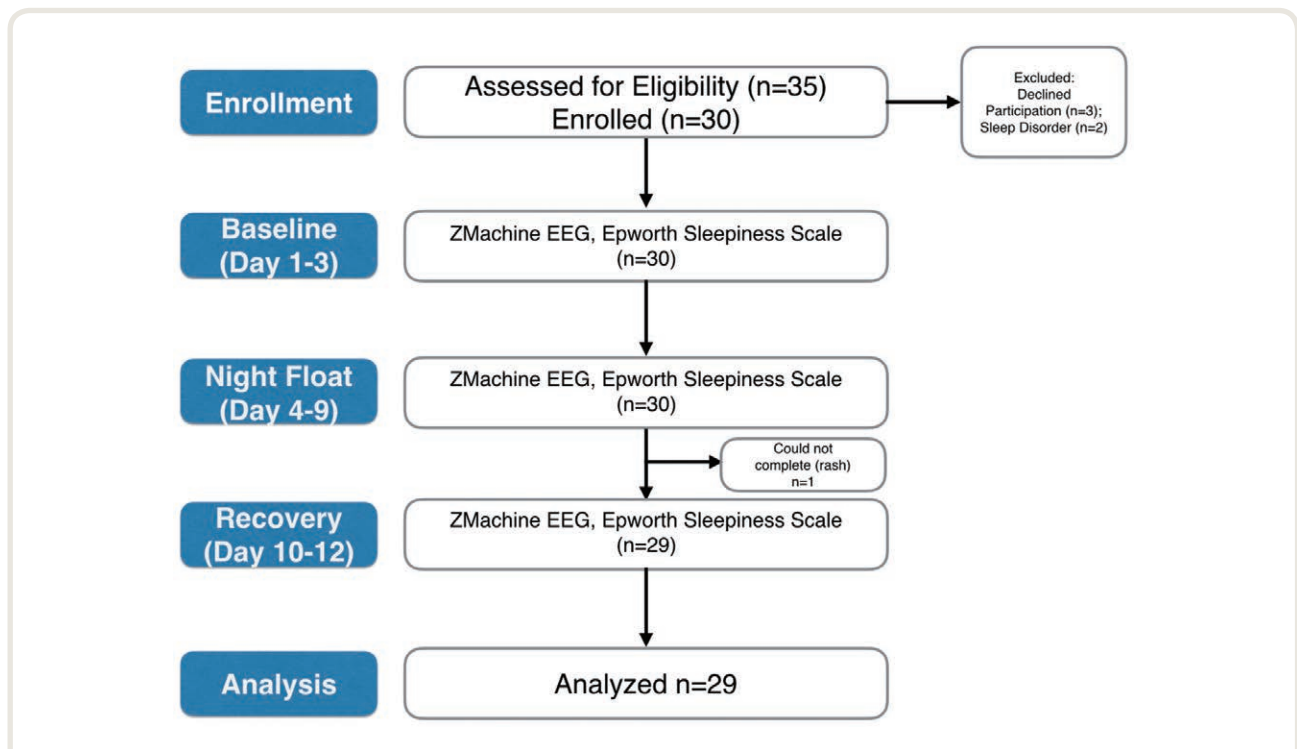 Enrollment
Assessed for Eligibility (n=35)
Enrolled (n=30)
Excluded:
Declined
Participation (n=3);
Sleep Disorder (n=2)
Baseline
(Day 1-3)
ZMachine EEG, Epworth Sleepiness Scale
(n=30)
Night Float
(Day 4-9)
ZMachine EEG, Epworth Sleepiness Scale
(n=30)
Could not
complete (rash)
n=1
Recovery
(Day 10-12)
ZMachine EEG, Epworth Sleepiness Scale
(n=29)
Analysis
Analyzed n=29